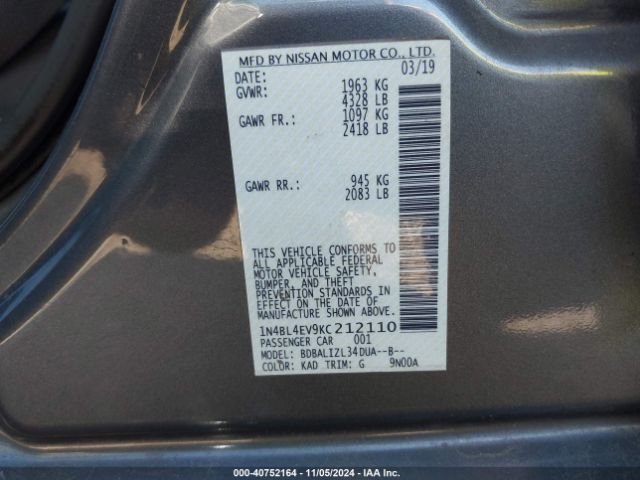 MFD BY NISSAN MOTOR CO., LTD.
DATE: 03/19
GVWR: 1963 KG
4328 LB
GAWR FR.: 1097 KG
2418 LB
GAWR RR.: 945 KG
2083 LB
THIS VEHICLE CONFORMS TO
ALL APPLICABLE FEDERAL
MOTOR VEHICLE SAFETY,
BUMPER, AND THEFT
PREVENTION STANDARDS IN
EFFECT ON THE DATE OF
MANUFACTURE SHOWN ABOVE.
1N4BL4EV9KC212110
PASSENGER CAR 001
MODEL: BDBALIZL34DUA--B--
COLOR: KAD TRIM: G 9N00A
000-40752164 - 11/05/2024 - IAA Inc.